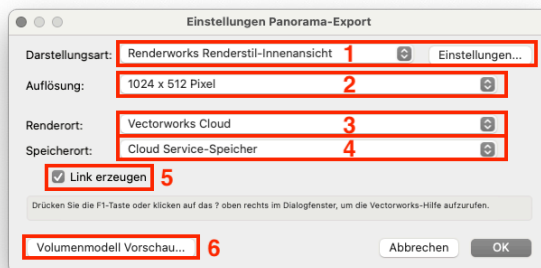 Einstellungen Panorama-Export
Darstellungsart: Renderworks Renderstil-Innenansicht 1 Einstellungen...
Auflösung: 1024 x 512 Pixel 2
Renderort: Vectorworks Cloud 3
Speicherort: Cloud Service-Speicher 4
Link erzeugen 5
Drücken Sie die F1-Taste oder klicken auf das ? oben rechts im Dialogfenster, um die Vectorworks-Hilfe aufzurufen.
Volumenmodell Vorschau... 6 Abbrechen OK